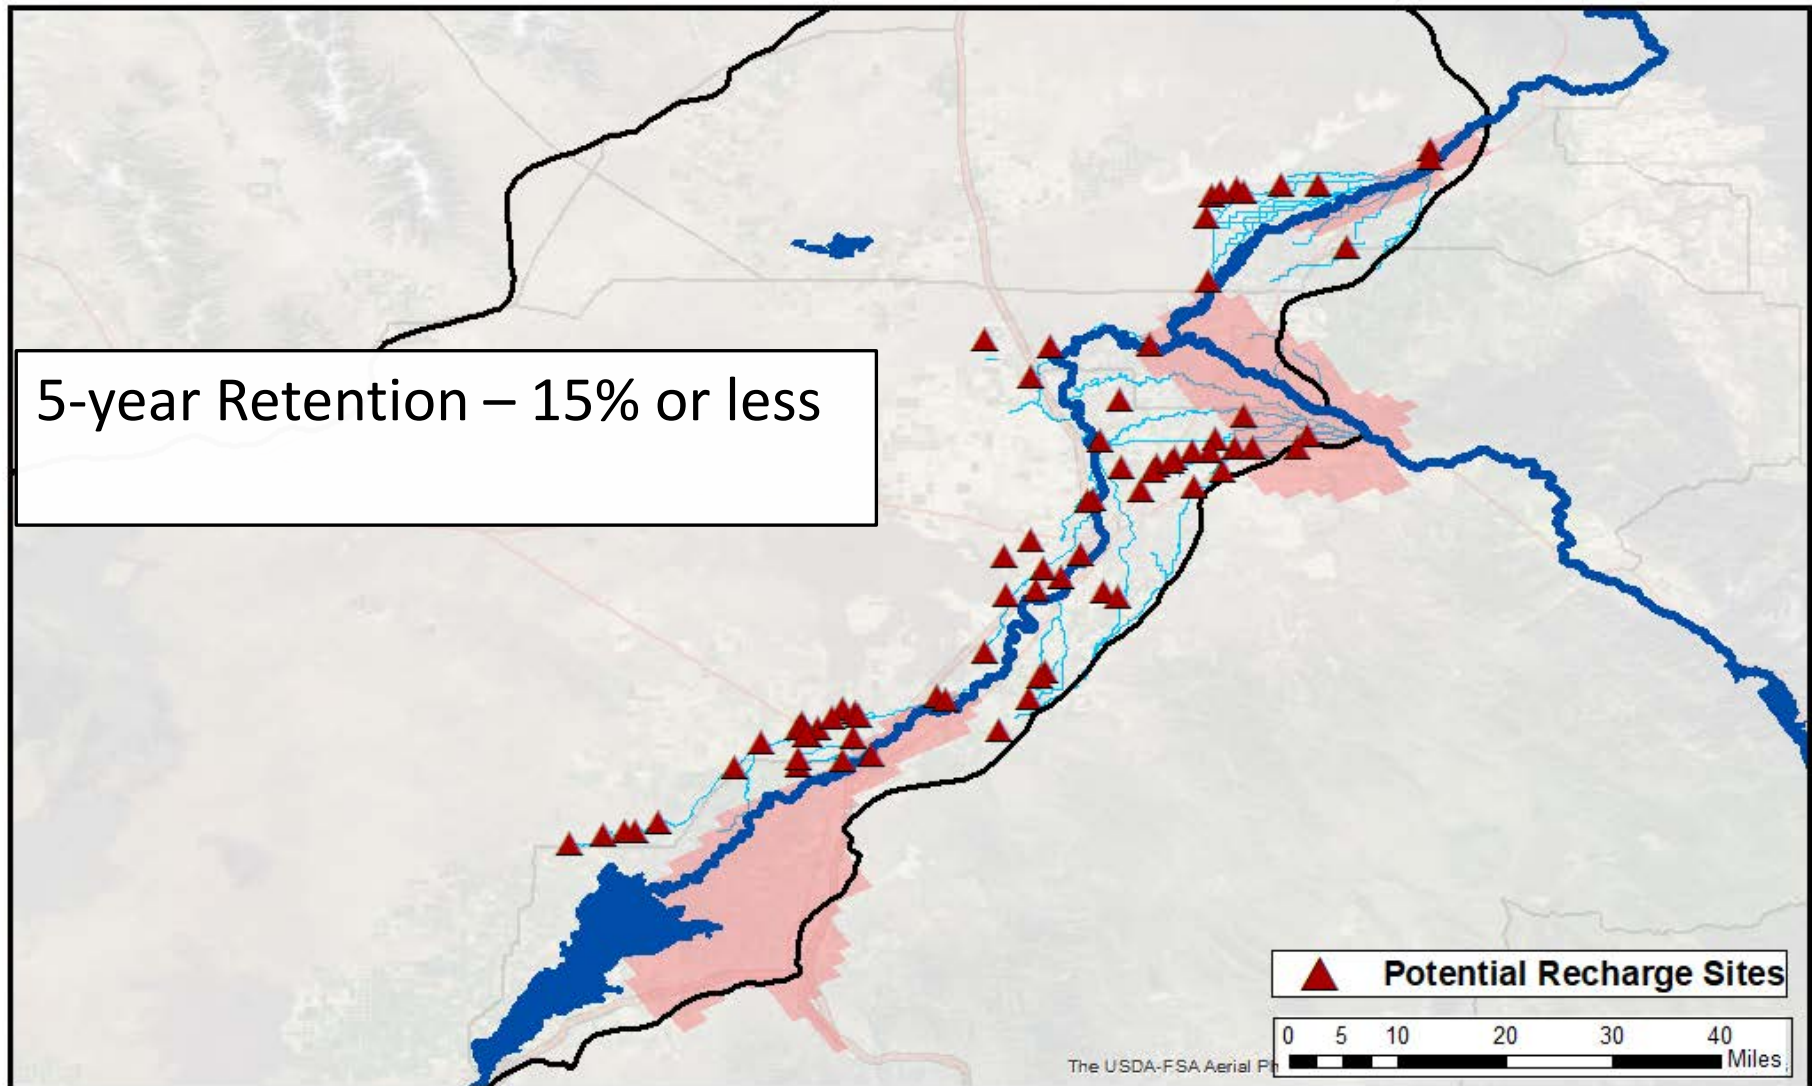 5-year Retention – 15% or less
Potential Recharge Sites
0 5 10 20 30 40
Miles
The USDA-FSA Aerial